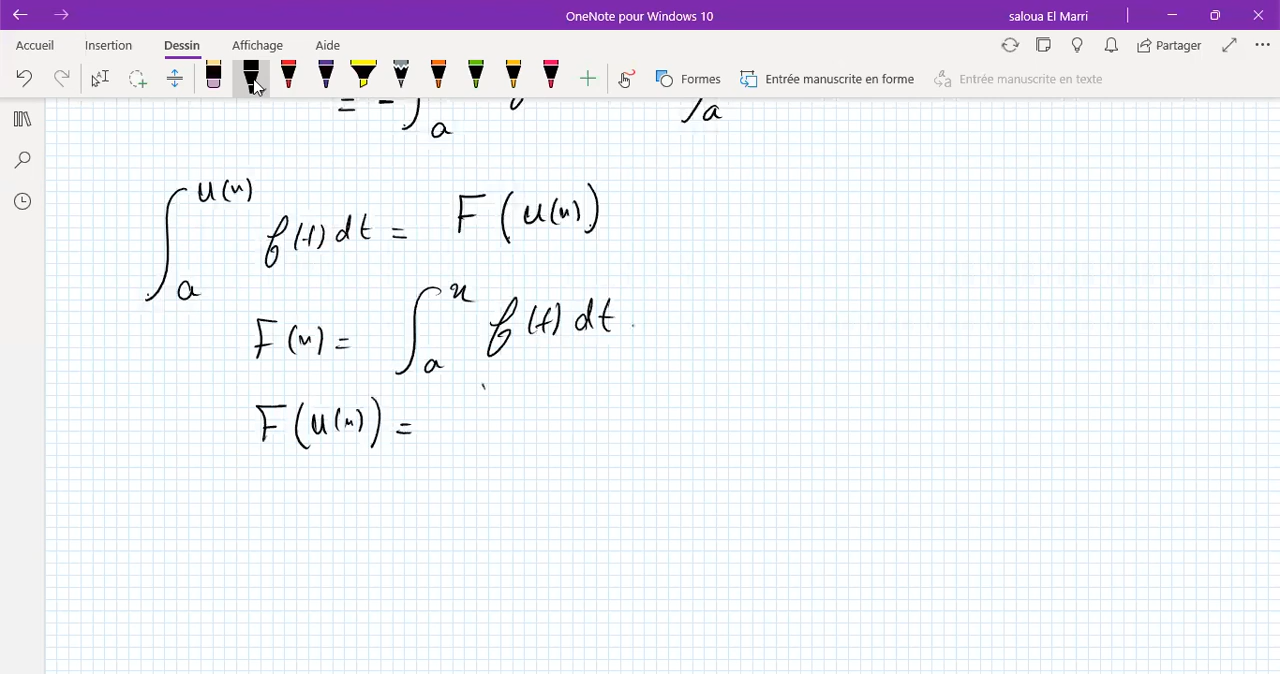 OneNote pour Windows 10
saloua El Marri
Accueil Insertion Dessin Affichage Aide
Partager
Formes Entrée manuscrite en forme Entrée manuscrite en texte
= - ∫ a
a
∫_a^{u(x)} f(t) dt = F(u(x))
F(x) = ∫_a^x f(t) dt.
F(u(x)) =